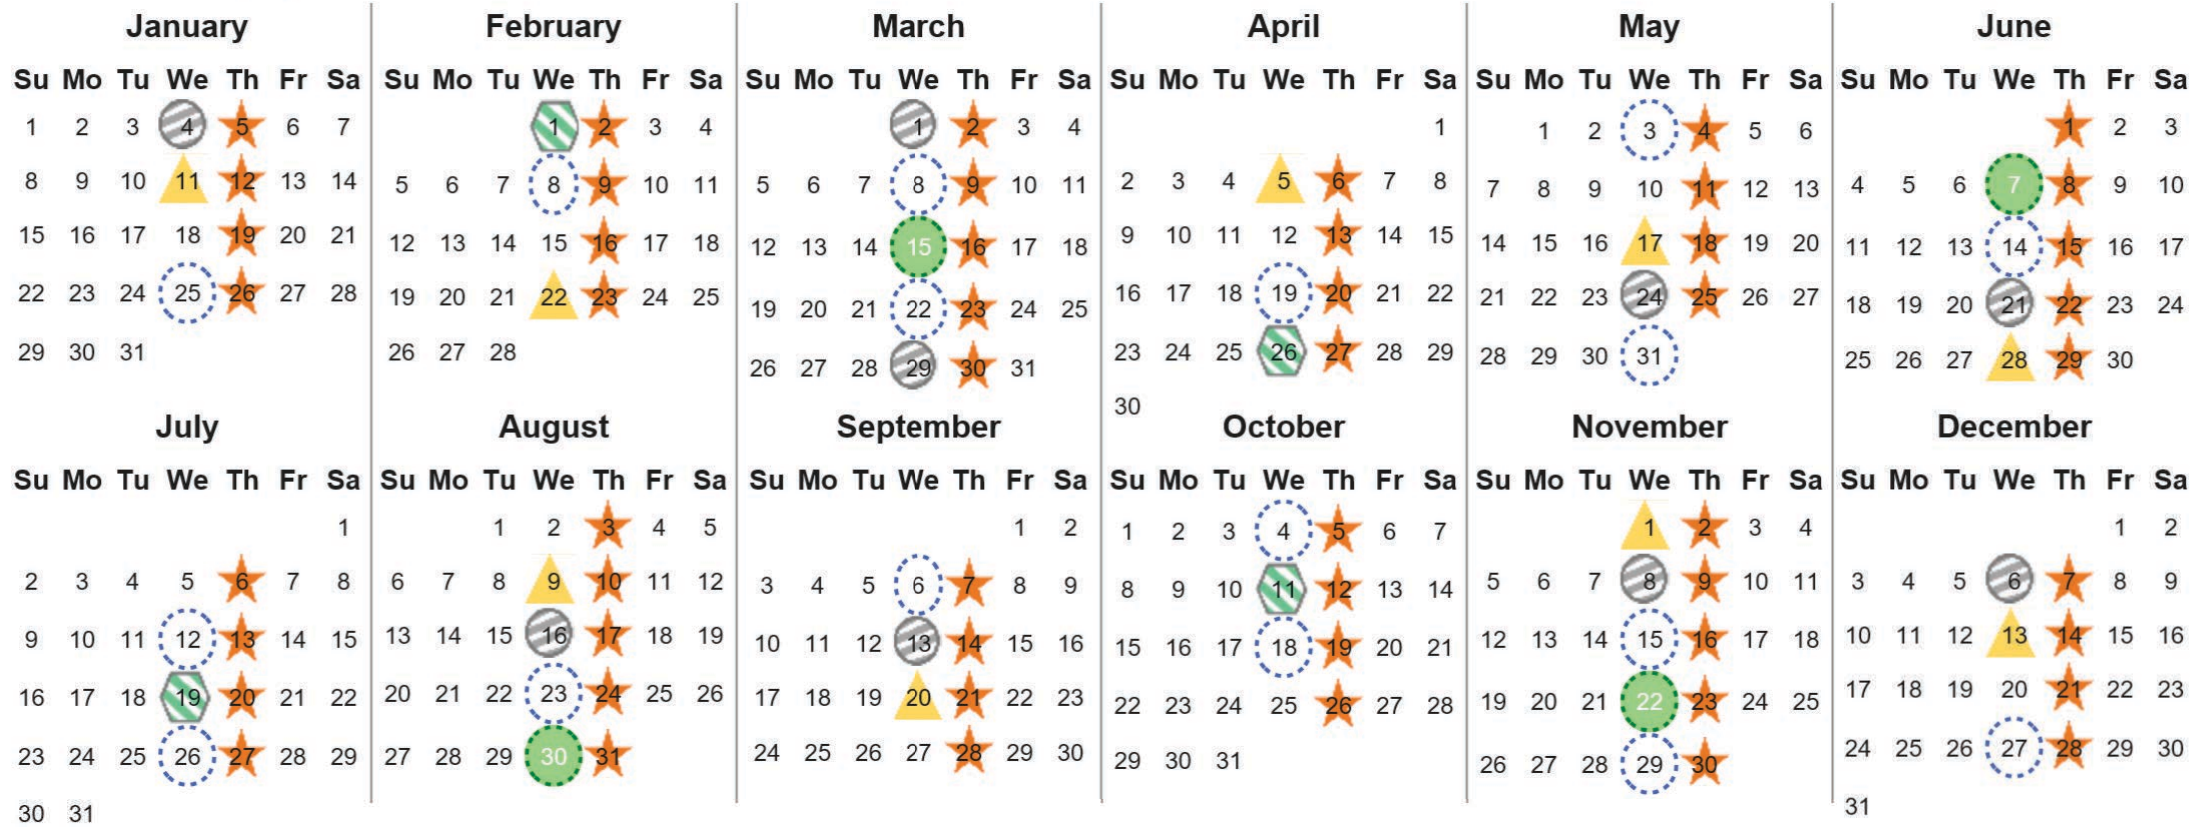 January February March April May June
Su Mo Tu We Th Fr Sa Su Mo Tu We Th Fr Sa Su Mo Tu We Th Fr Sa Su Mo Tu We Th Fr Sa Su Mo Tu We Th Fr Sa Su Mo Tu We Th Fr Sa
1 2 3 4 5 6 7 1 2 3 4 1 2 3 4 1 1 2 3 4 5 6 1 2 3
8 9 10 11 12 13 14 5 6 7 8 9 10 11 5 6 7 8 9 10 11 2 3 4 5 6 7 8 7 8 9 10 11 12 13 4 5 6 7 8 9 10
15 16 17 18 19 20 21 12 13 14 15 16 17 18 12 13 14 15 16 17 18 9 10 11 12 13 14 15 14 15 16 17 18 19 20 11 12 13 14 15 16 17
22 23 24 25 26 27 28 19 20 21 22 23 24 25 19 20 21 22 23 24 25 16 17 18 19 20 21 22 21 22 23 24 25 26 27 18 19 20 21 22 23 24
29 30 31 26 27 28 26 27 28 29 30 31 23 24 25 26 27 28 29 28 29 30 31 25 26 27 28 29 30
30
July August September October November December
Su Mo Tu We Th Fr Sa Su Mo Tu We Th Fr Sa Su Mo Tu We Th Fr Sa Su Mo Tu We Th Fr Sa Su Mo Tu We Th Fr Sa Su Mo Tu We Th Fr Sa
1 1 2 3 4 5 1 2 1 2 3 4 5 6 7 1 2 3 4 1 2
2 3 4 5 6 7 8 6 7 8 9 10 11 12 3 4 5 6 7 8 9 8 9 10 11 12 13 14 5 6 7 8 9 10 11 3 4 5 6 7 8 9
9 10 11 12 13 14 15 13 14 15 16 17 18 19 10 11 12 13 14 15 16 15 16 17 18 19 20 21 12 13 14 15 16 17 18 10 11 12 13 14 15 16
16 17 18 19 20 21 22 20 21 22 23 24 25 26 17 18 19 20 21 22 23 22 23 24 25 26 27 28 19 20 21 22 23 24 25 17 18 19 20 21 22 23
23 24 25 26 27 28 29 27 28 29 30 31 24 25 26 27 28 29 30 29 30 31 26 27 28 29 30 24 25 26 27 28 29 30
30 31 31